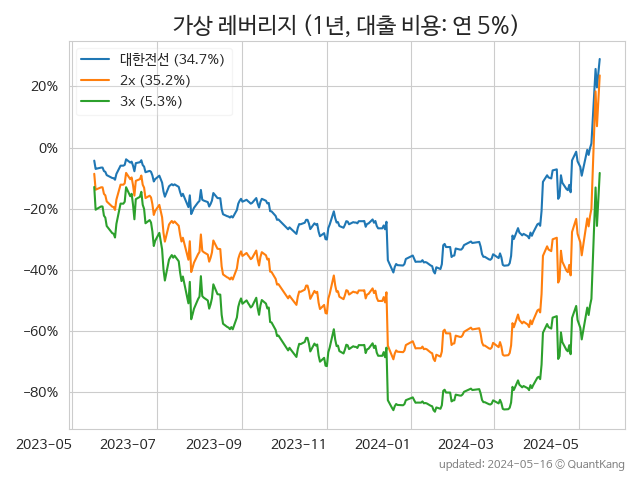 가상 레버리지 (1년, 대출 비용: 연 5%)
대한전선 (34.7%)
2x (35.2%)
3x (5.3%)
20%
0%
−20%
−40%
−60%
−80%
2023-05 2023-07 2023-09 2023-11 2024-01 2024-03 2024-05
updated: 2024-05-16 © QuantKang